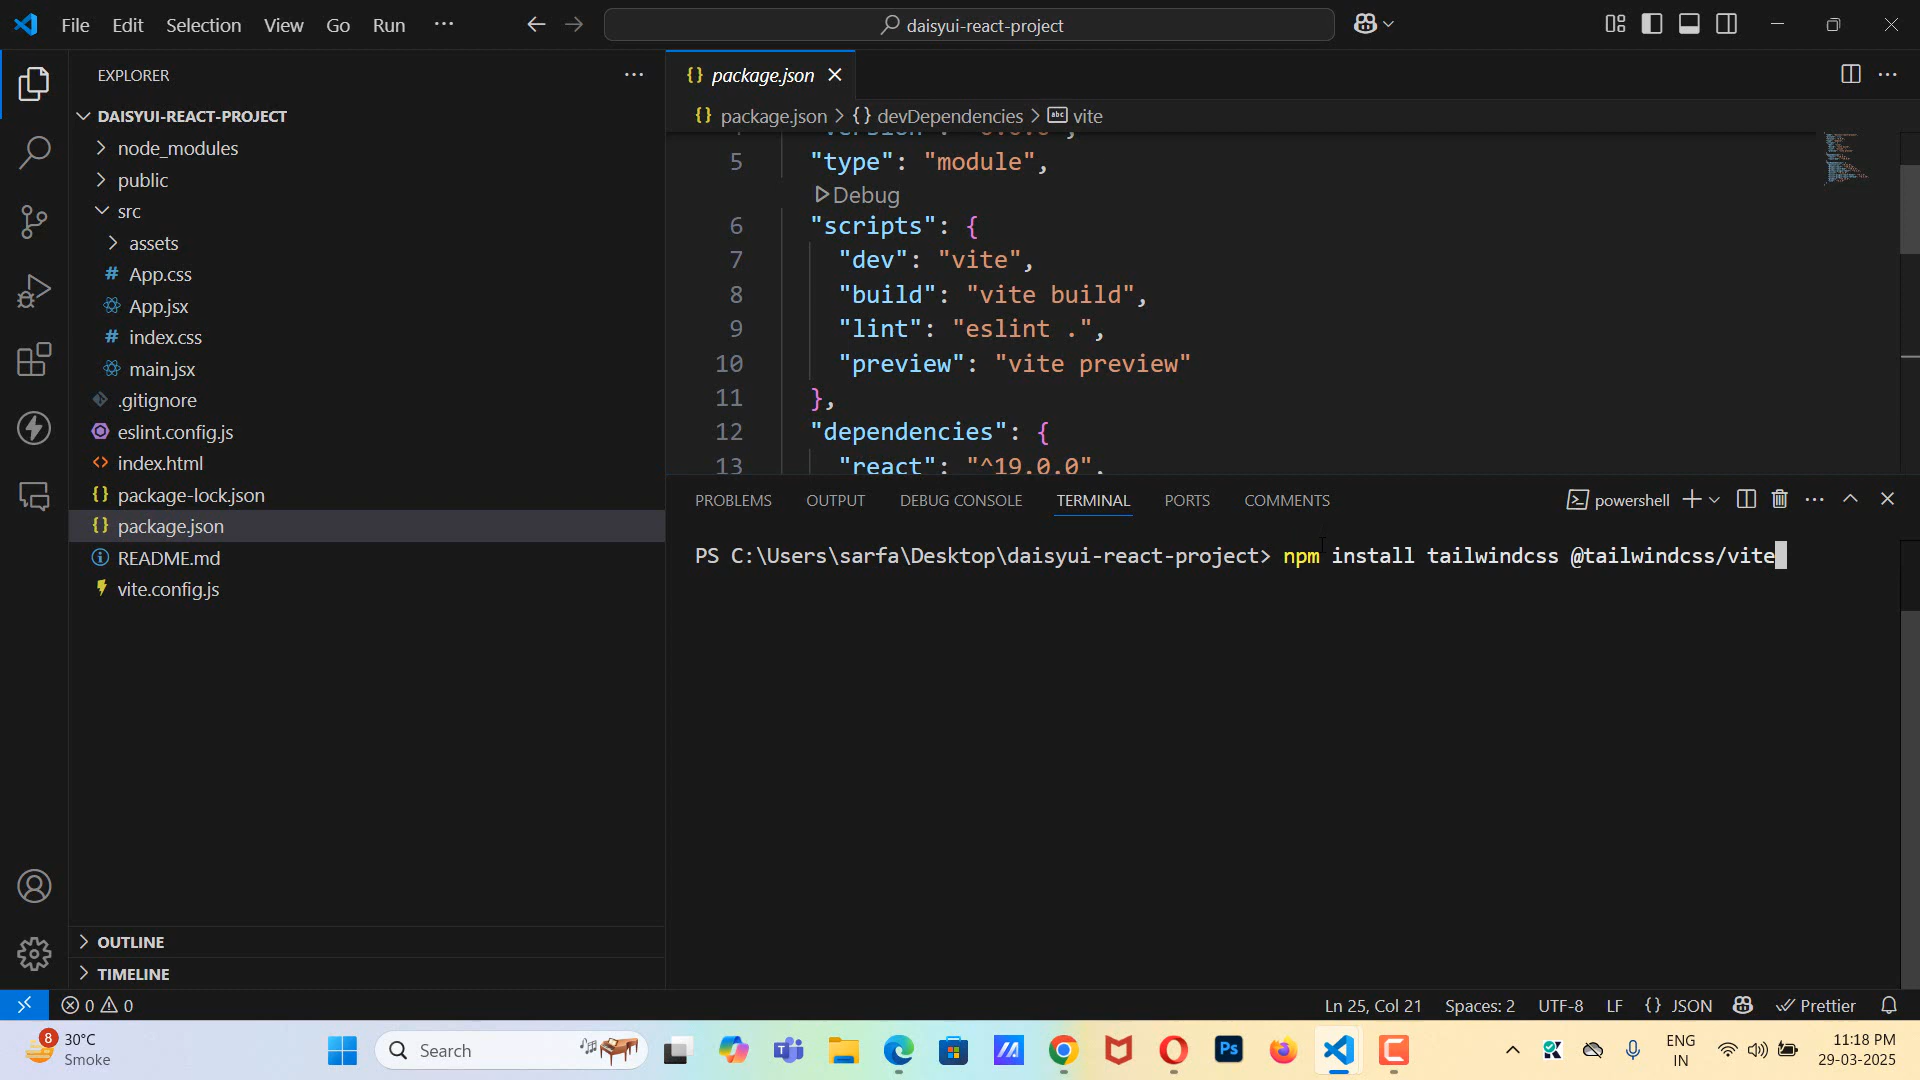 File Edit Selection View Go Run ···
daisyui-react-project
EXPLORER ···
DAISYUI-REACT-PROJECT
node_modules
public
src
assets
# App.css
App.jsx
# index.css
main.jsx
.gitignore
eslint.config.js
<> index.html
{} package-lock.json
{} package.json
README.md
vite.config.js
OUTLINE
TIMELINE
{} package.json
{} package.json > {} devDependencies > abc vite
5 "type": "module",
Debug
6 "scripts": {
7 "dev": "vite",
8 "build": "vite build",
9 "lint": "eslint .",
10 "preview": "vite preview"
11 },
12 "dependencies": {
13 "react": "^19.0.0",
PROBLEMS OUTPUT DEBUG CONSOLE TERMINAL PORTS COMMENTS
powershell
PS C:\Users\sarfa\Desktop\daisyui-react-project> npm install tailwindcss @tailwindcss/vite
0 0
Ln 25, Col 21 Spaces: 2 UTF-8 LF {} JSON Prettier
8
30°C
Smoke
Search
Ps
ENG
IN
11:18 PM
29-03-2025